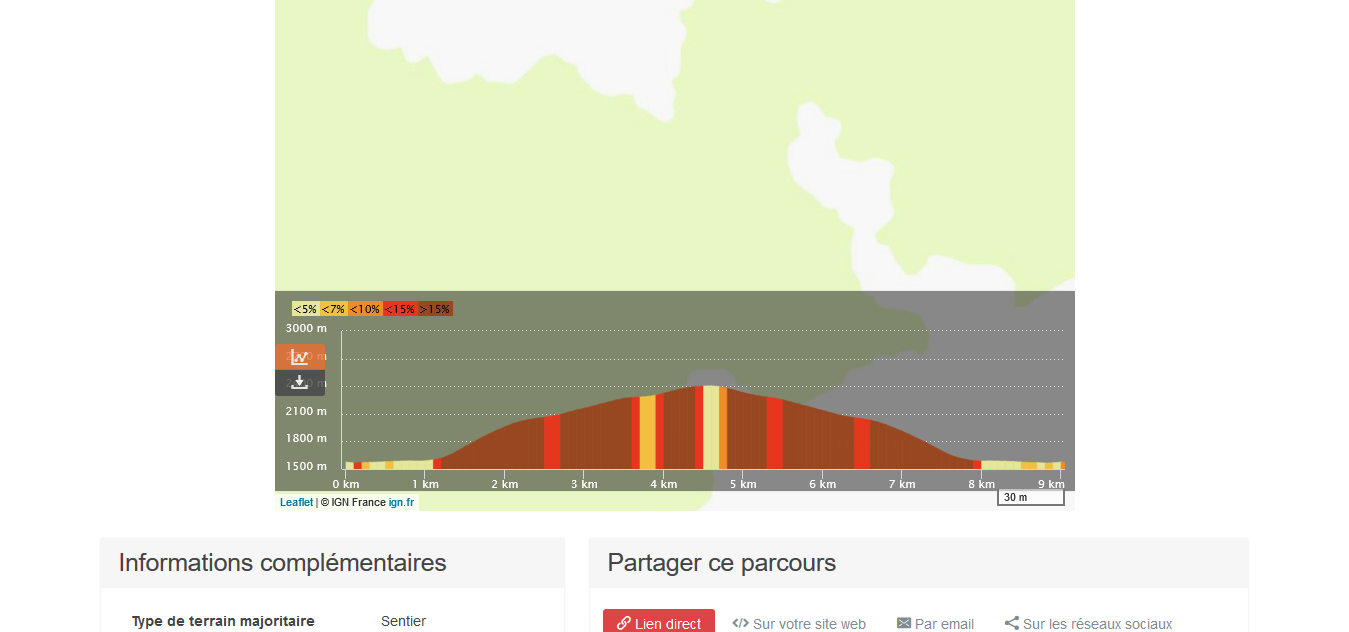 <5% <7% <10% <15% >15%
3000 m
m
m
2100 m
1800 m
1500 m
0 km 1 km 2 km 3 km 4 km 5 km 6 km 7 km 8 km 9 km
Leaflet | © IGN France ign.fr
30 m
Informations complémentaires
Partager ce parcours
Type de terrain majoritaire Sentier
Lien direct Sur votre site web Par email Sur les réseaux sociaux